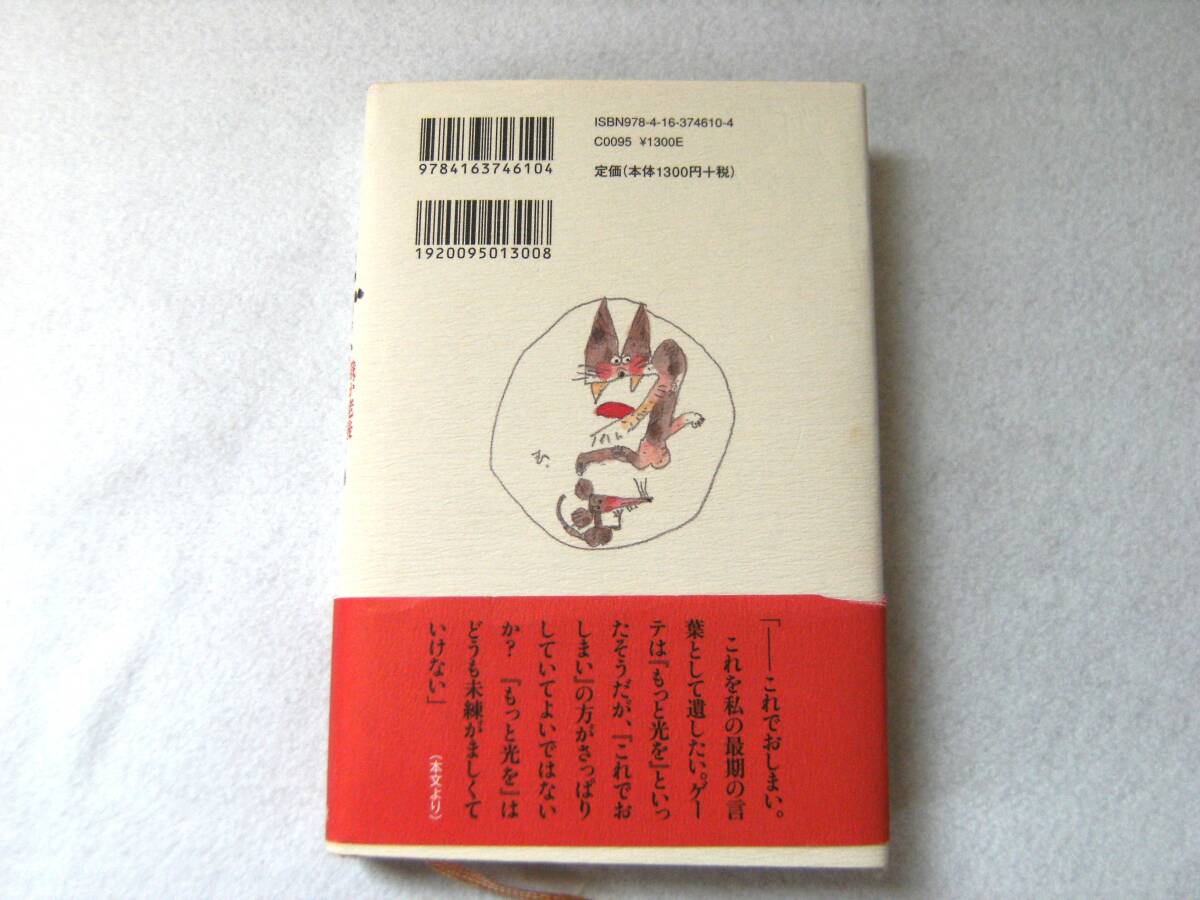 ISBN978-4-16-374610-4
C0095 ¥1300E
9784163746104
定価(本体1300円+税)
1920095013008
「――これでおしまい。
これを私の最期の言
葉として遺したい。ゲー
テは『もっと光を』といっ
たそうだが、『これでお
しまい』の方がさっぱり
していてよいではない
か? 『もっと光を』は
どうも未練がましくて
いけない」
(本文より)